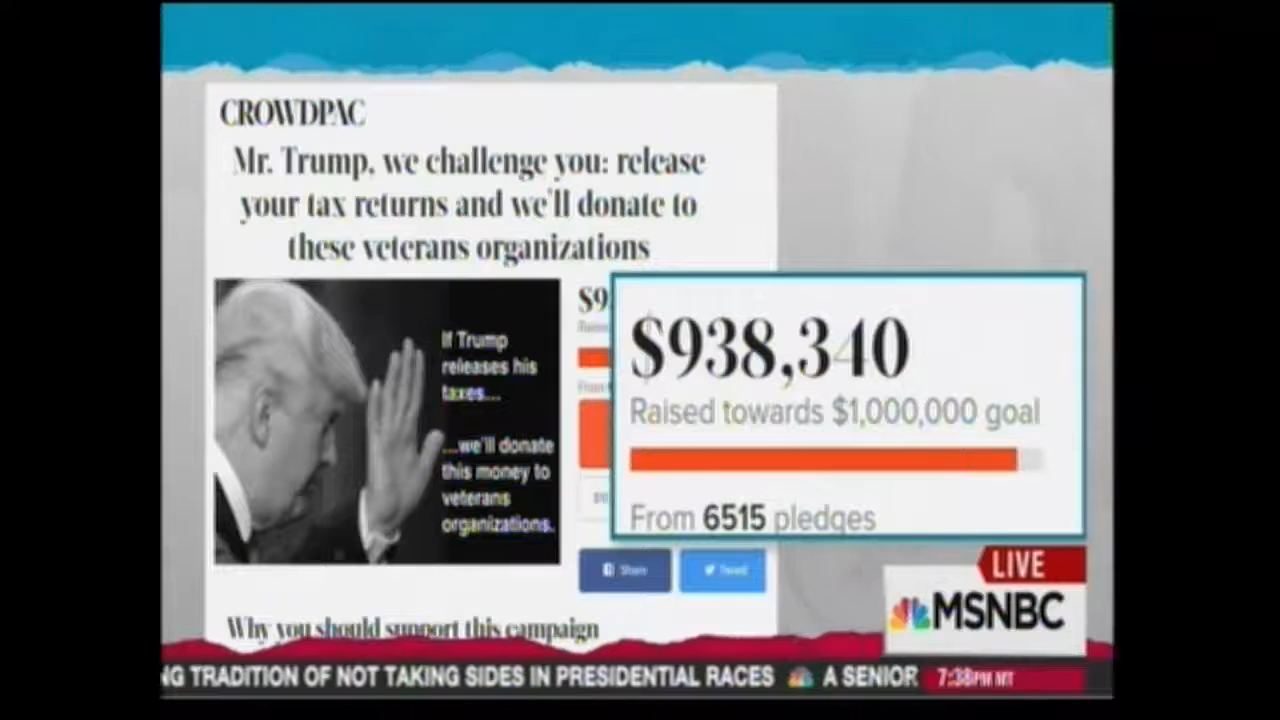 CROWDPAC
Mr. Trump, we challenge you: release
your tax returns and we'll donate to
these veterans organizations
If Trump
releases his
taxes...
...we'll donate
this money to
veterans
organizations.
$9
Raised
From
$938,340
Raised towards $1,000,000 goal
From 6515 pledges
Share
Tweet
Why you should support this campaign
LIVE
MSNBC
NG TRADITION OF NOT TAKING SIDES IN PRESIDENTIAL RACES A SENIOR 7:38PM MT